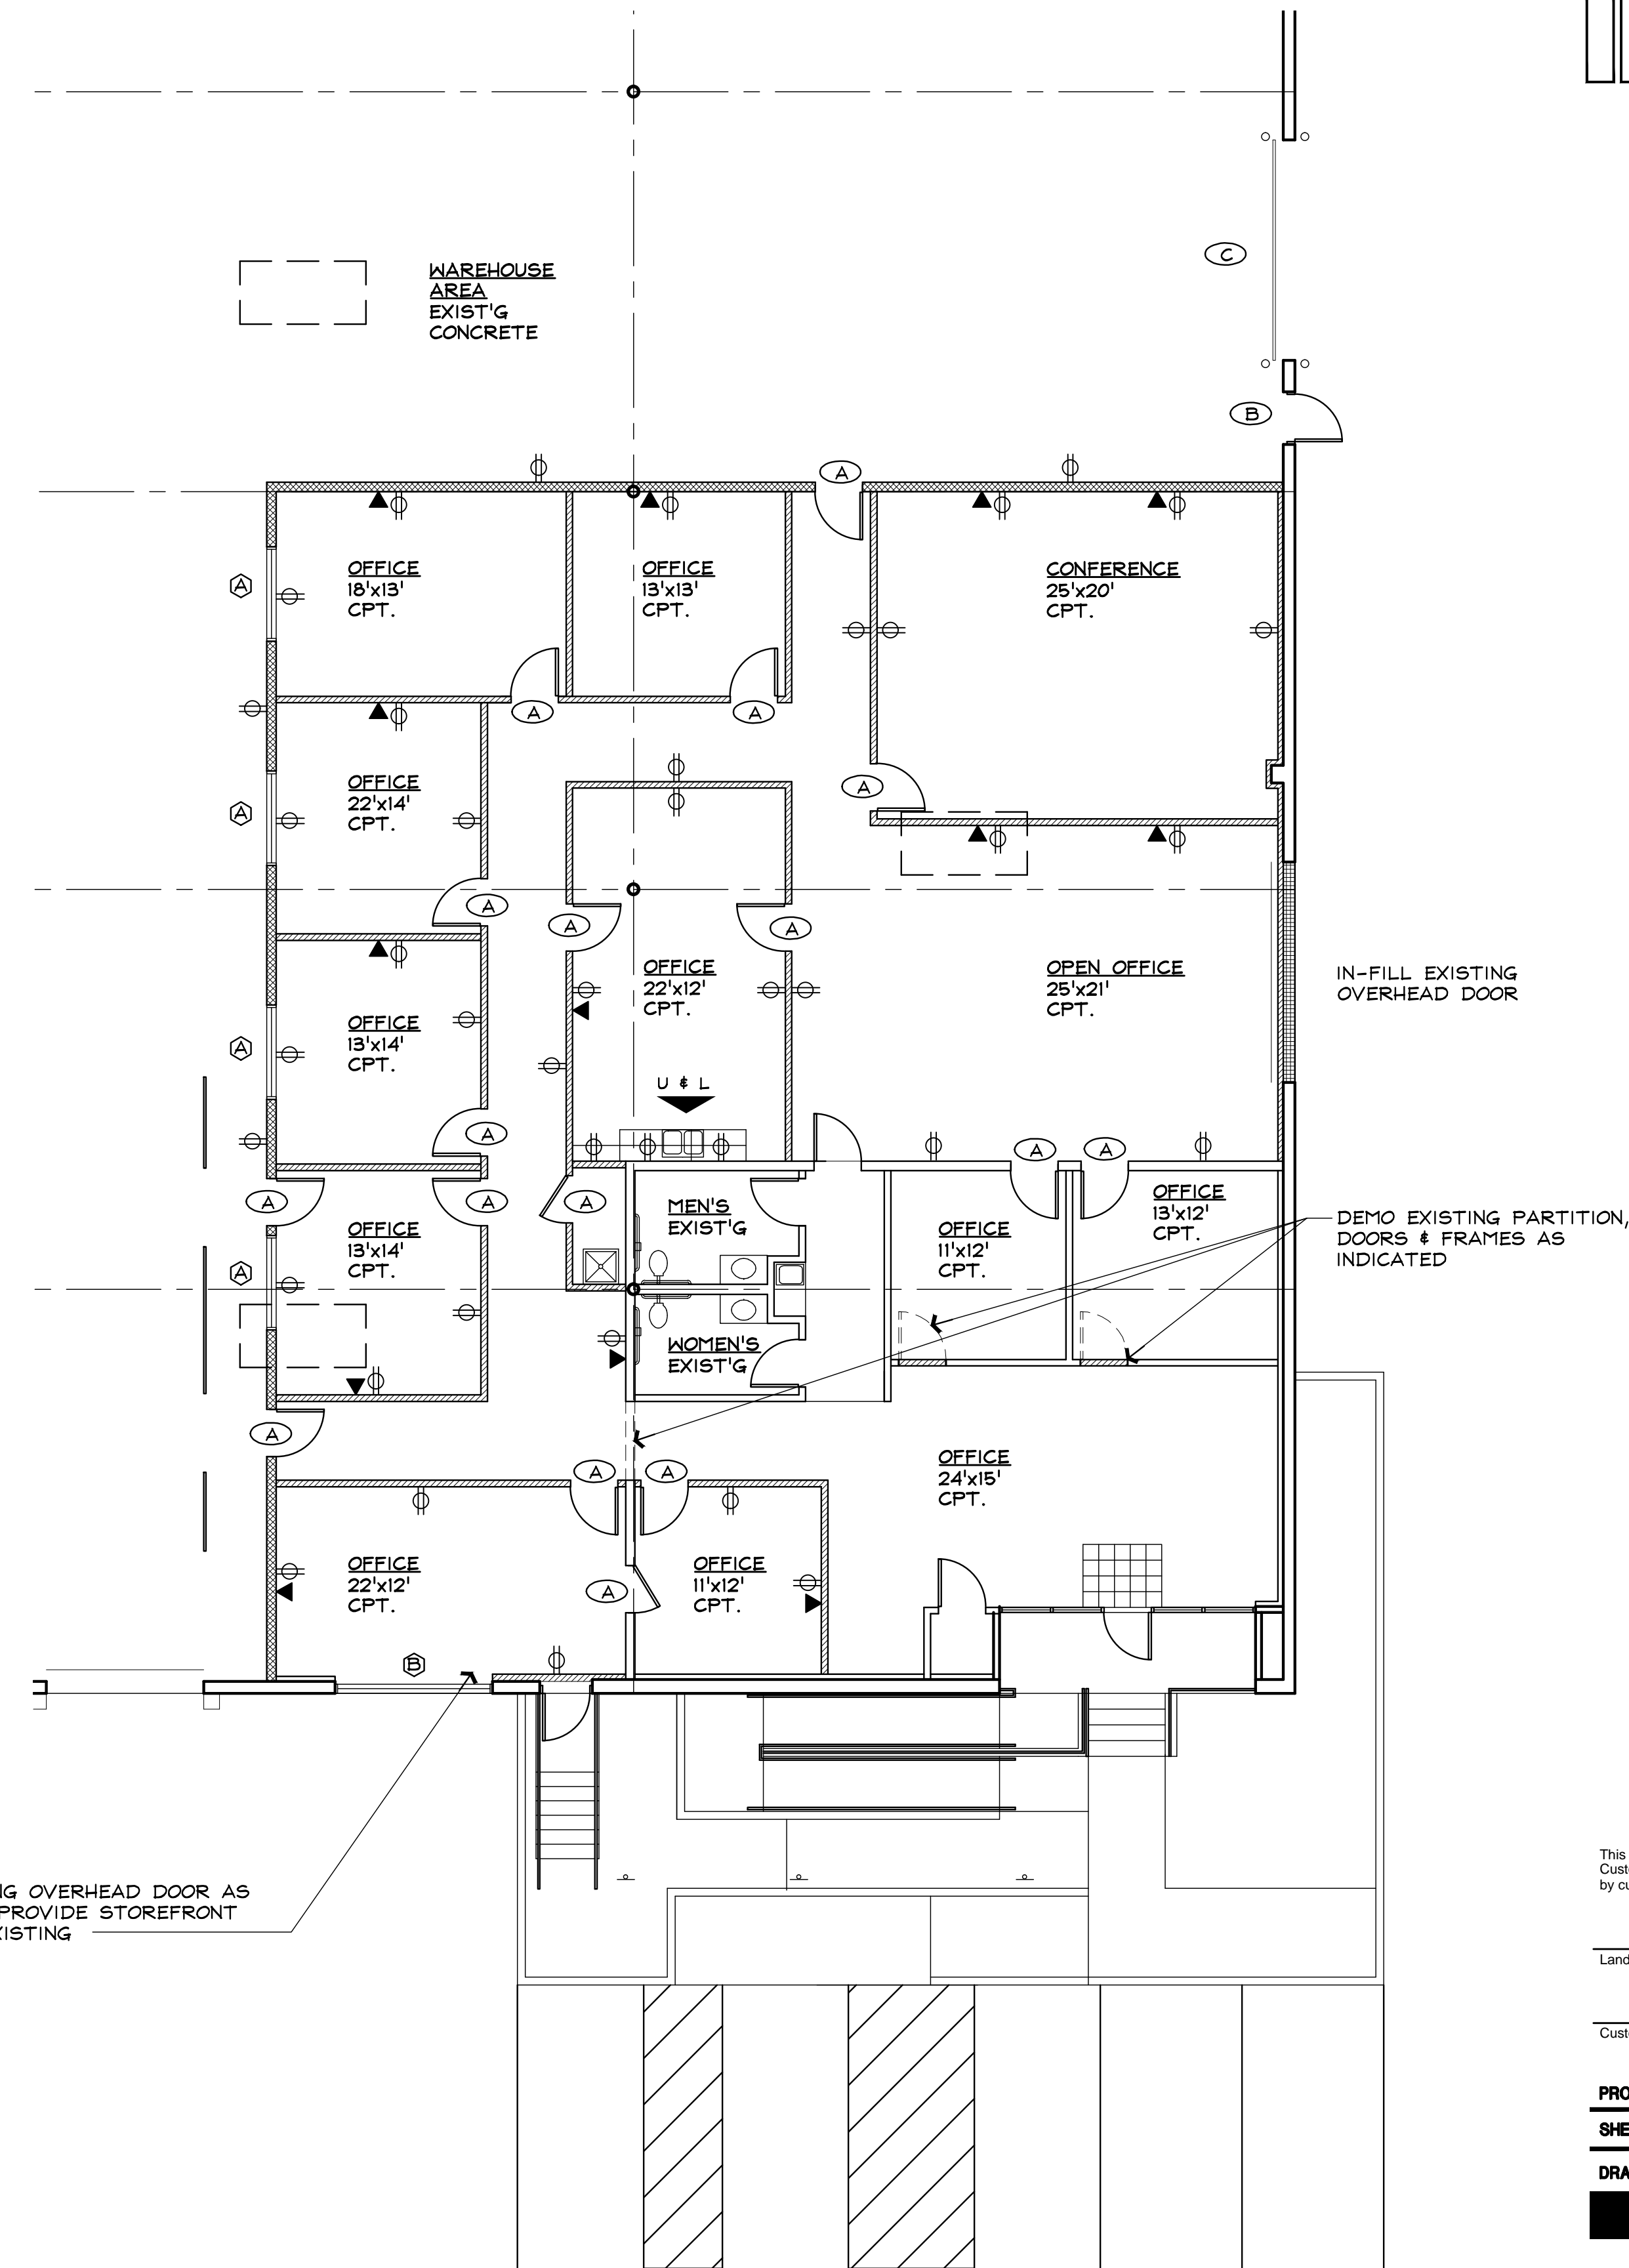 C
WAREHOUSE
AREA
EXIST'G
CONCRETE
B
A
OFFICE
18'x13'
CPT.
OFFICE
13'x13'
CPT.
CONFERENCE
25'x20'
CPT.
A
A
A
A
OFFICE
22'x14'
CPT.
A
A
A
A
A
OFFICE
22'x12'
CPT.
OPEN OFFICE
25'x21'
CPT.
IN-FILL EXISTING
OVERHEAD DOOR
OFFICE
13'x14'
CPT.
A
U & L
A
A
A
A
A
A
OFFICE
13'x14'
CPT.
A
MEN'S
EXIST'G
OFFICE
11'x12'
CPT.
OFFICE
13'x12'
CPT.
DEMO EXISTING PARTITION,
DOORS & FRAMES AS
INDICATED
WOMEN'S
EXIST'G
A
A
A
OFFICE
24'x15'
CPT.
OFFICE
22'x12'
CPT.
A
OFFICE
11'x12'
CPT.
B
NG OVERHEAD DOOR AS
PROVIDE STOREFRONT
XISTING
This
Cust
by cu
Land
Cust
PRO
SHE
DRA